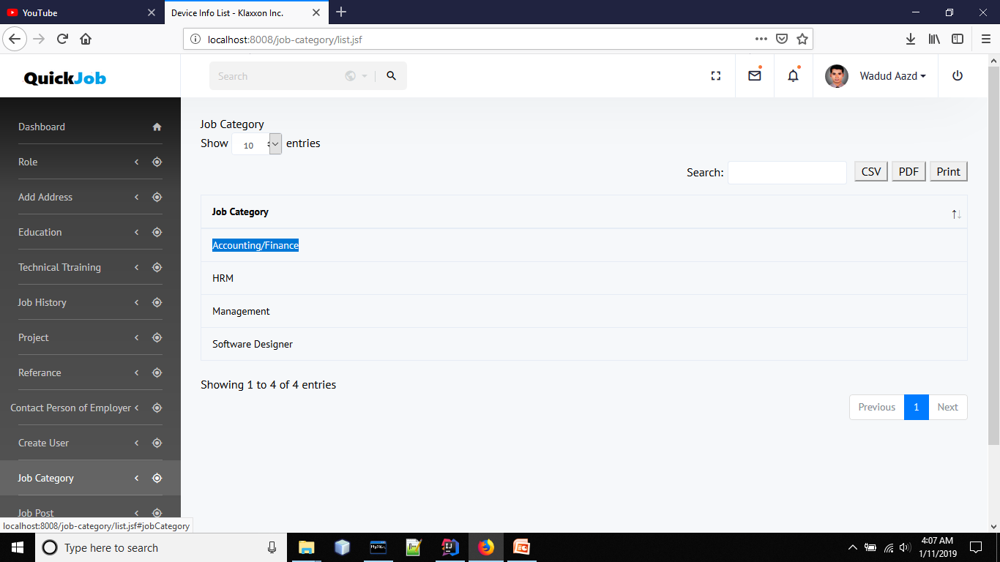 YouTube
Device Info List - Klaxxon Inc.
localhost:8008/job-category/list.jsf
QuickJob
Search
Wadud Aazd
Dashboard
Role
Add Address
Education
Technical Ttraining
Job History
Project
Referance
Contact Person of Employer
Create User
Job Category
Job Post
Job Category
Show 10 entries
Search: CSV PDF Print
Job Category
Accounting/Finance
HRM
Management
Software Designer
Showing 1 to 4 of 4 entries
Previous 1 Next
localhost:8008/job-category/list.jsf#jobCategory
Type here to search
MySQL
4:07 AM
1/11/2019